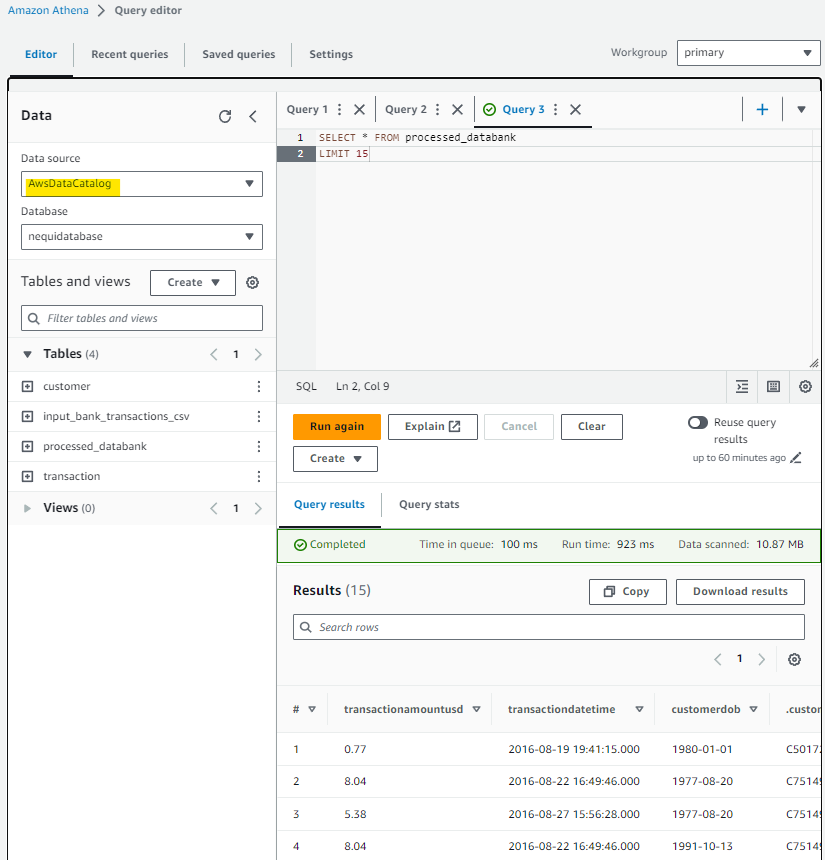 Amazon Athena > Query editor
Editor Recent queries Saved queries Settings Workgroup primary
Data
Data source
AwsDataCatalog
Database
nequidatabase
Tables and views Create
Filter tables and views
Tables (4) 1
customer
input_bank_transactions_csv
processed_databank
transaction
Views (0) 1
Query 1 Query 2 Query 3
1 SELECT * FROM processed_databank
2 LIMIT 15
SQL Ln 2, Col 9
Run again Explain Cancel Clear
Create
Reuse query
results
up to 60 minutes ago
Query results Query stats
Completed Time in queue: 100 ms Run time: 923 ms Data scanned: 10.87 MB
Results (15) Copy Download results
Search rows
1
# transactionamountusd transactiondatetime customerdob .custor
1 0.77 2016-08-19 19:41:15.000 1980-01-01 C5017
2 8.04 2016-08-22 16:49:46.000 1977-08-20 C7514
3 5.38 2016-08-27 15:56:28.000 1977-08-20 C7514
4 8.04 2016-08-22 16:49:46.000 1991-10-13 C7514